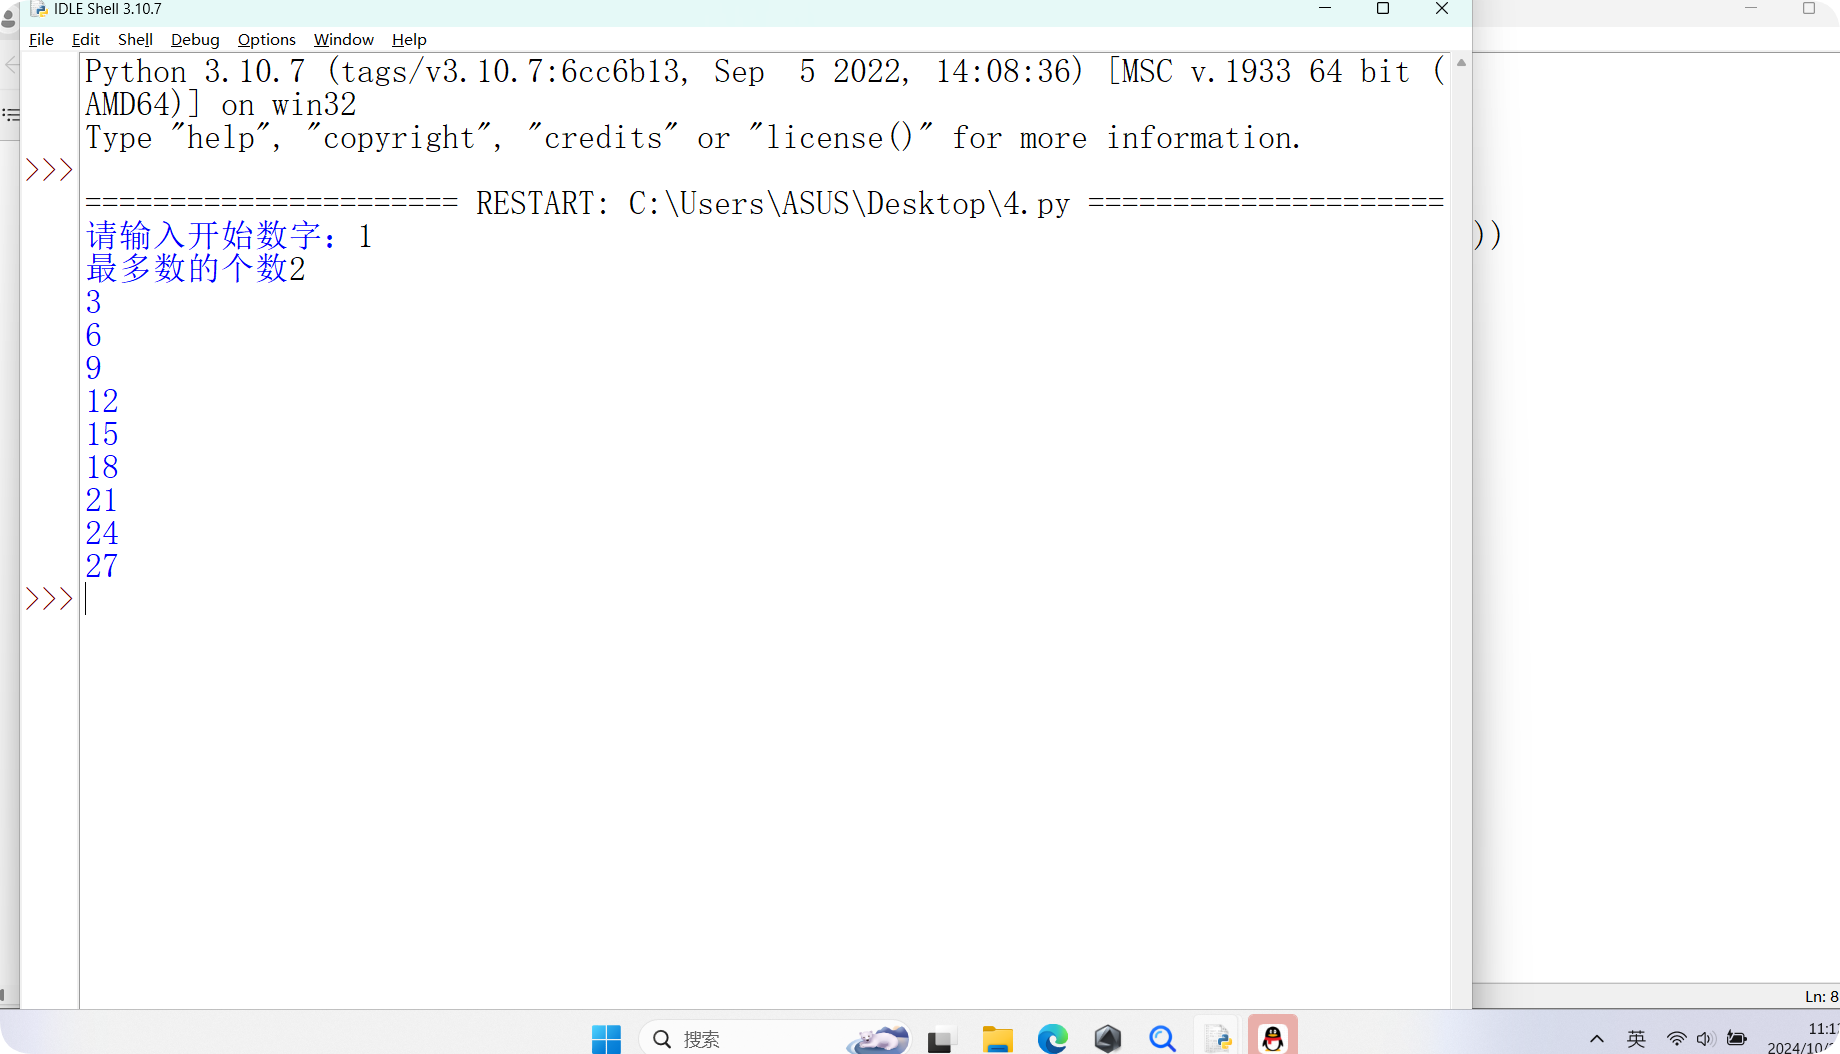 IDLE Shell 3.10.7
File Edit Shell Debug Options Window Help
Python 3.10.7 (tags/v3.10.7:6cc6b13, Sep  5 2022, 14:08:36) [MSC v.1933 64 bit (
AMD64)] on win32
Type "help", "copyright", "credits" or "license()" for more information.
>>>
====================== RESTART: C:\Users\ASUS\Desktop\4.py =====================
请输入开始数字：1
))
最多数的个数2
3
6
9
12
15
18
21
24
27
>>>
Ln: 8
搜索
英
11:1
2024/10/